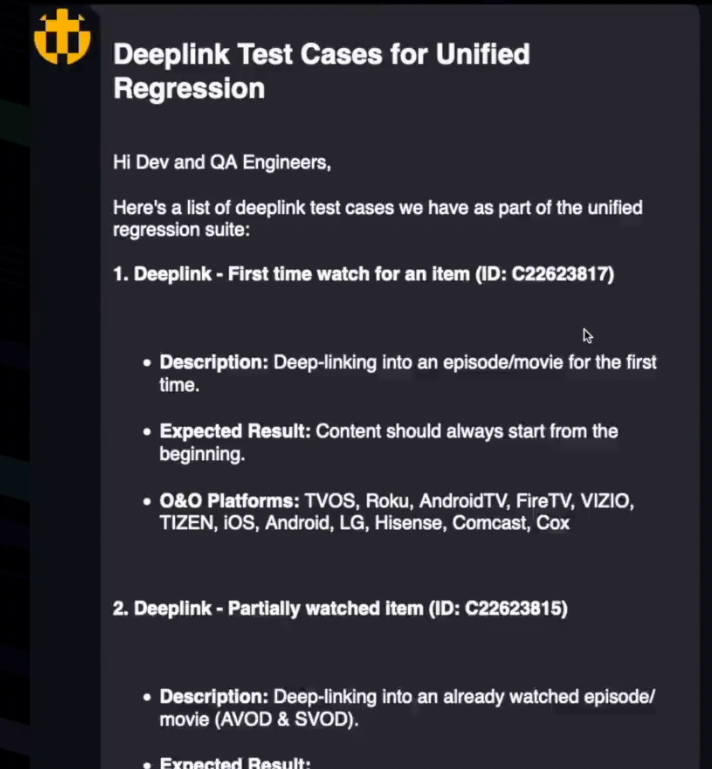 Deeplink Test Cases for Unified
Regression
Hi Dev and QA Engineers,
Here's a list of deeplink test cases we have as part of the unified
regression suite:
1. Deeplink - First time watch for an item (ID: C22623817)
• Description: Deep-linking into an episode/movie for the first
time.
• Expected Result: Content should always start from the
beginning.
• O&O Platforms: TVOS, Roku, AndroidTV, FireTV, VIZIO,
TIZEN, iOS, Android, LG, Hisense, Comcast, Cox
2. Deeplink - Partially watched item (ID: C22623815)
• Description: Deep-linking into an already watched episode/
movie (AVOD & SVOD).
• Expected Result: